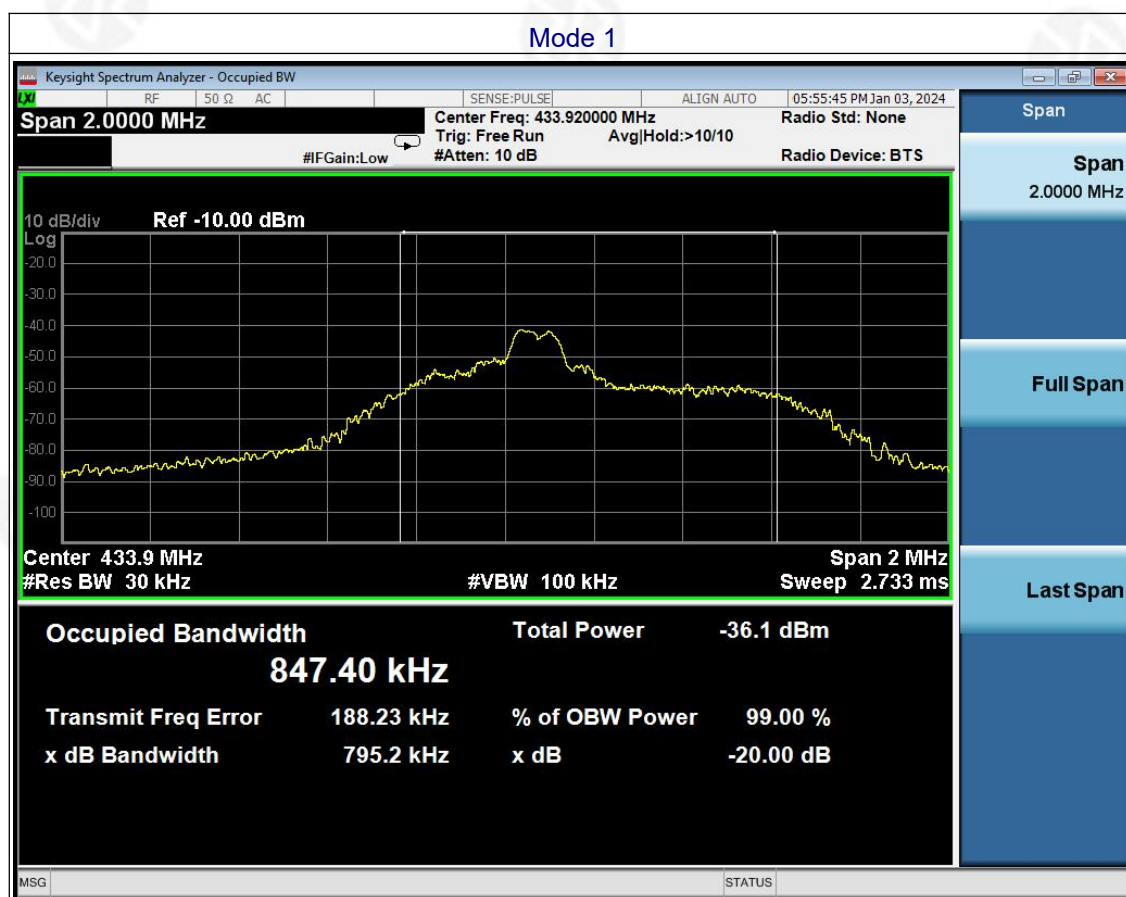 Mode 1
Keysight Spectrum Analyzer - Occupied BW
LXI RF 50 Ω AC SENSE:PULSE ALIGN AUTO 05:55:45 PM Jan 03, 2024
Span 2.0000 MHz
Center Freq: 433.920000 MHz Radio Std: None
Trig: Free Run Avg|Hold:>10/10
#IFGain:Low #Atten: 10 dB Radio Device: BTS
10 dB/div Ref -10.00 dBm
Log
-20.0
-30.0
-40.0
-50.0
-60.0
-70.0
-80.0
-90.0
-100
Center 433.9 MHz Span 2 MHz
#Res BW 30 kHz #VBW 100 kHz Sweep 2.733 ms
Occupied Bandwidth Total Power -36.1 dBm
847.40 kHz
Transmit Freq Error 188.23 kHz % of OBW Power 99.00 %
x dB Bandwidth 795.2 kHz x dB -20.00 dB
MSG STATUS
Span
Span
2.0000 MHz
Full Span
Last Span